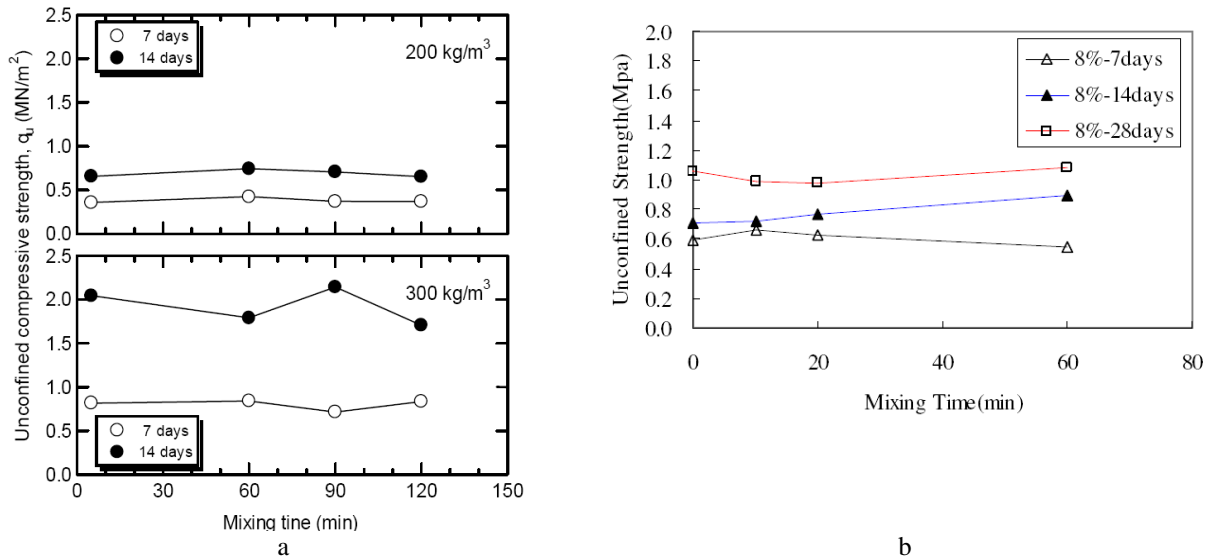 2.5
2.0
1.5
1.0
0.5
0.0
7 days
14 days
200 kg/m3
2.5
2.0
1.5
1.0
0.5
0.0
300 kg/m3
7 days
14 days
0 30 60 90 120 150
Unconfined compressive strength, qu (MN/m2)
Mixing tine (min)
a
2.0
1.8
1.6
1.4
1.2
1.0
0.8
0.6
0.4
0.2
0.0
8%-7days
8%-14days
8%-28days
0 20 40 60 80
Unconfined Strength(Mpa)
Mixing Time(min)
b